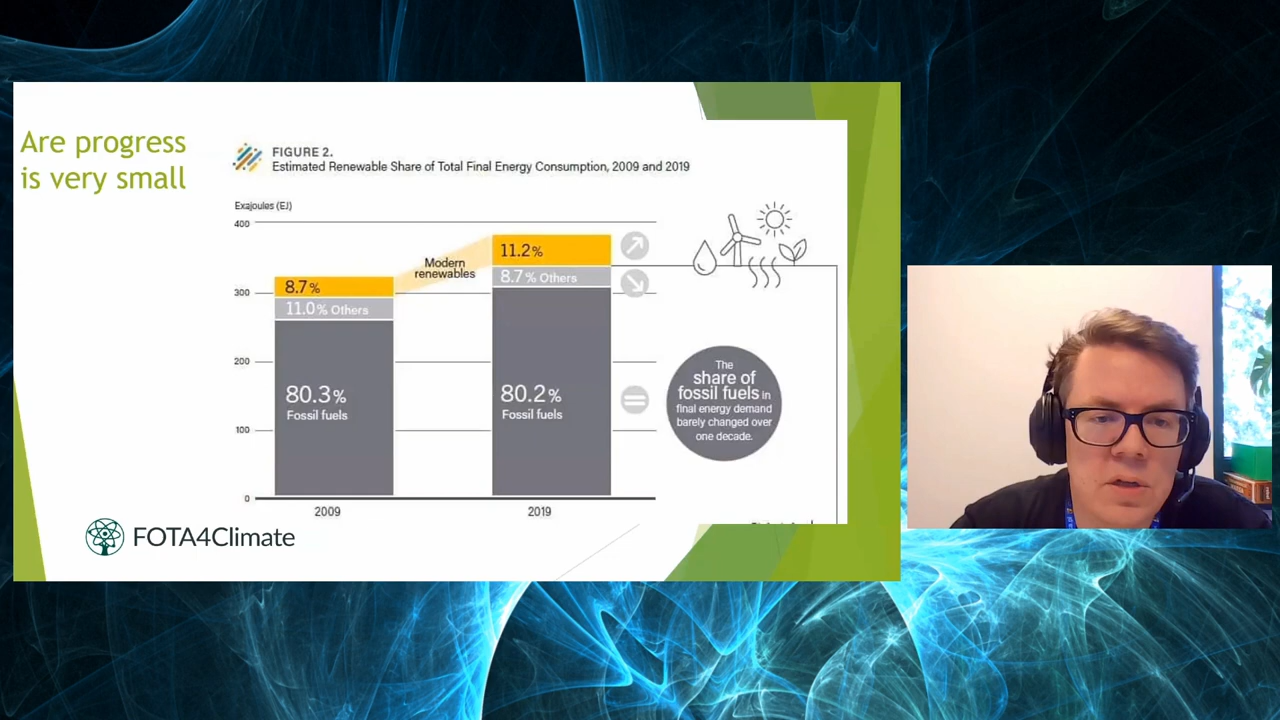 Are progress
is very small
FIGURE 2.
Estimated Renewable Share of Total Final Energy Consumption, 2009 and 2019
Exajoules (EJ)
400
300
200
100
0
8.7%
11.0% Others
80.3%
Fossil fuels
2009
Modern
renewables
11.2%
8.7% Others
80.2%
Fossil fuels
2019
The
share of
fossil fuels in
final energy demand
barely changed over
one decade.
FOTA4Climate